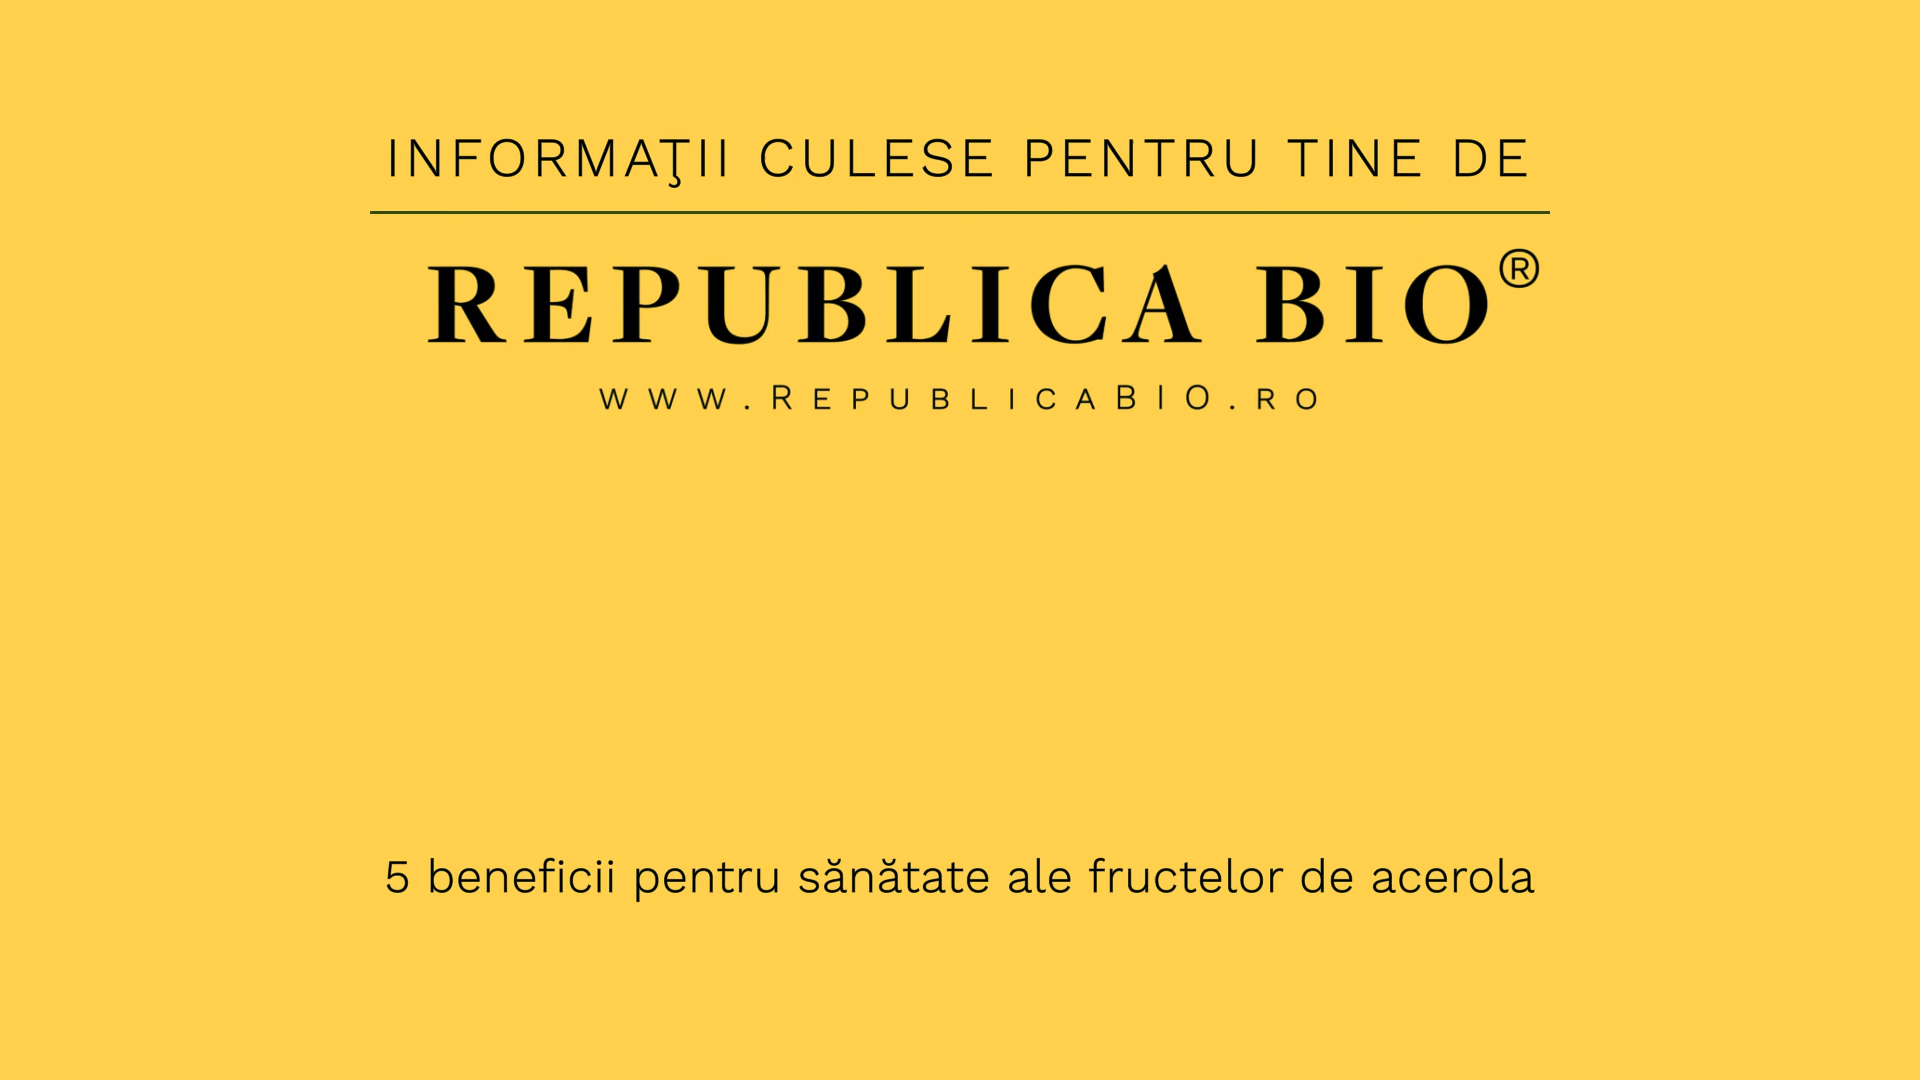 INFORMAŢII CULESE PENTRU TINE DE
REPUBLICA BIO®
www.RepublicaBIO.ro
5 beneficii pentru sănătate ale fructelor de acerola